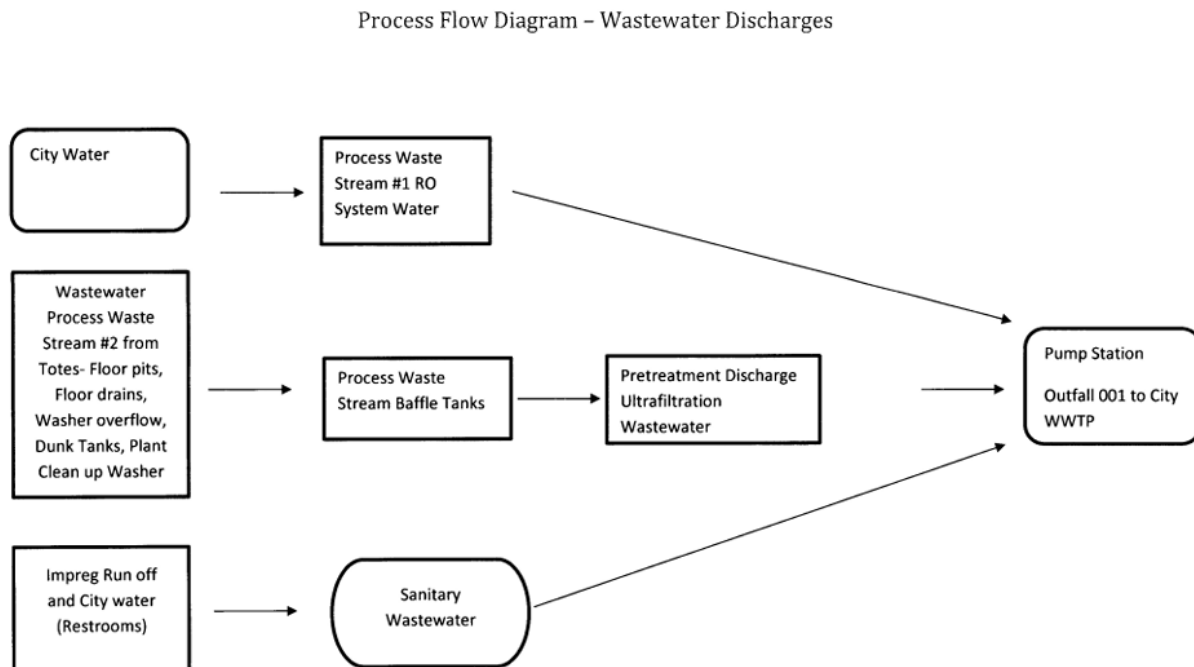 Process Flow Diagram – Wastewater Discharges
City Water
Process Waste
Stream #1 RO
System Water
Wastewater
Process Waste
Stream #2 from
Totes- Floor pits,
Floor drains,
Washer overflow,
Dunk Tanks, Plant
Clean up Washer
Process Waste
Stream Baffle Tanks
Pretreatment Discharge
Ultrafiltration
Wastewater
Pump Station
Outfall 001 to City
WWTP
Impreg Run off
and City water
(Restrooms)
Sanitary
Wastewater